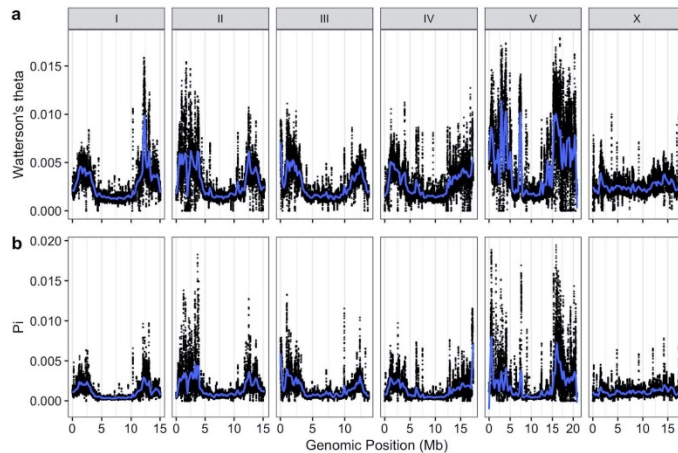 a
I II III IV V X
Watterson's theta
0.015
0.010
0.005
0.000
b
Pi
0.020
0.015
0.010
0.005
0.000
0 5 10 15 0 5 10 15 0 5 10 0 5 10 15 0 5 10 15 20 0 5 10 15
Genomic Position (Mb)